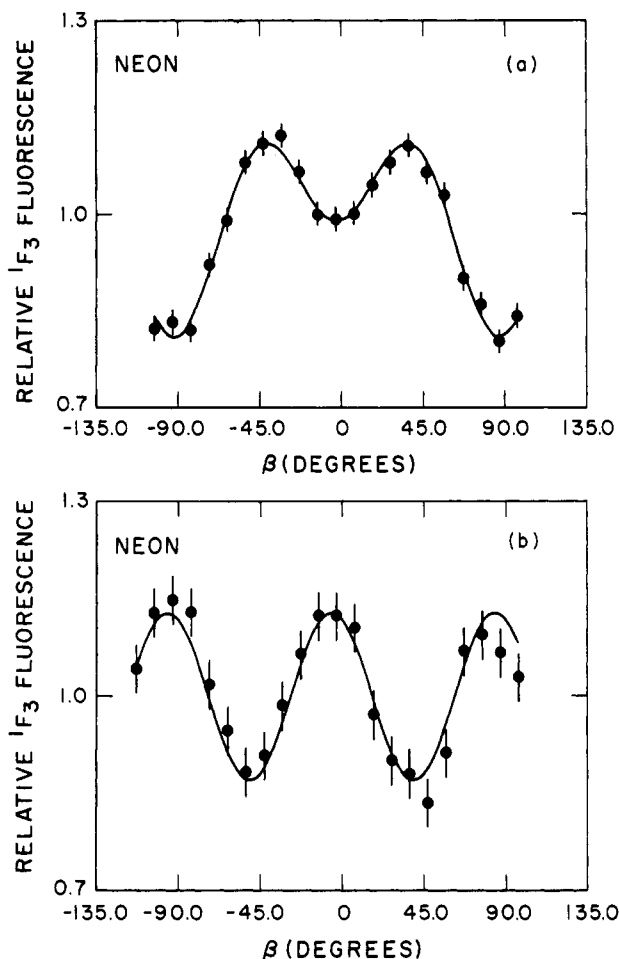 1.3
NEON
(a)
1.0
0.7
-135.0 -90.0 -45.0 0 45.0 90.0 135.0
β (DEGREES)
RELATIVE ¹F₃ FLUORESCENCE
1.3
NEON
(b)
1.0
0.7
-135.0 -90.0 -45.0 0 45.0 90.0 135.0
β (DEGREES)
RELATIVE ¹F₃ FLUORESCENCE